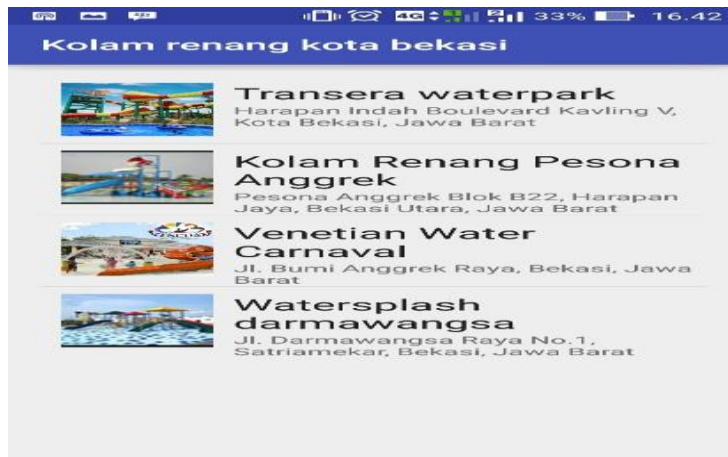 4G 33% 16.42
Kolam renang kota bekasi
Transera waterpark
Harapan Indah Boulevard Kavling V,
Kota Bekasi, Jawa Barat
Kolam Renang Pesona
Anggrek
Pesona Anggrek Blok B22, Harapan
Jaya, Bekasi Utara, Jawa Barat
Venetian Water
Carnaval
Jl. Bumi Anggrek Raya, Bekasi, Jawa
Barat
Watersplash
darmawangsa
Jl. Darmawangsa Raya No.1,
Satriamekar, Bekasi, Jawa Barat